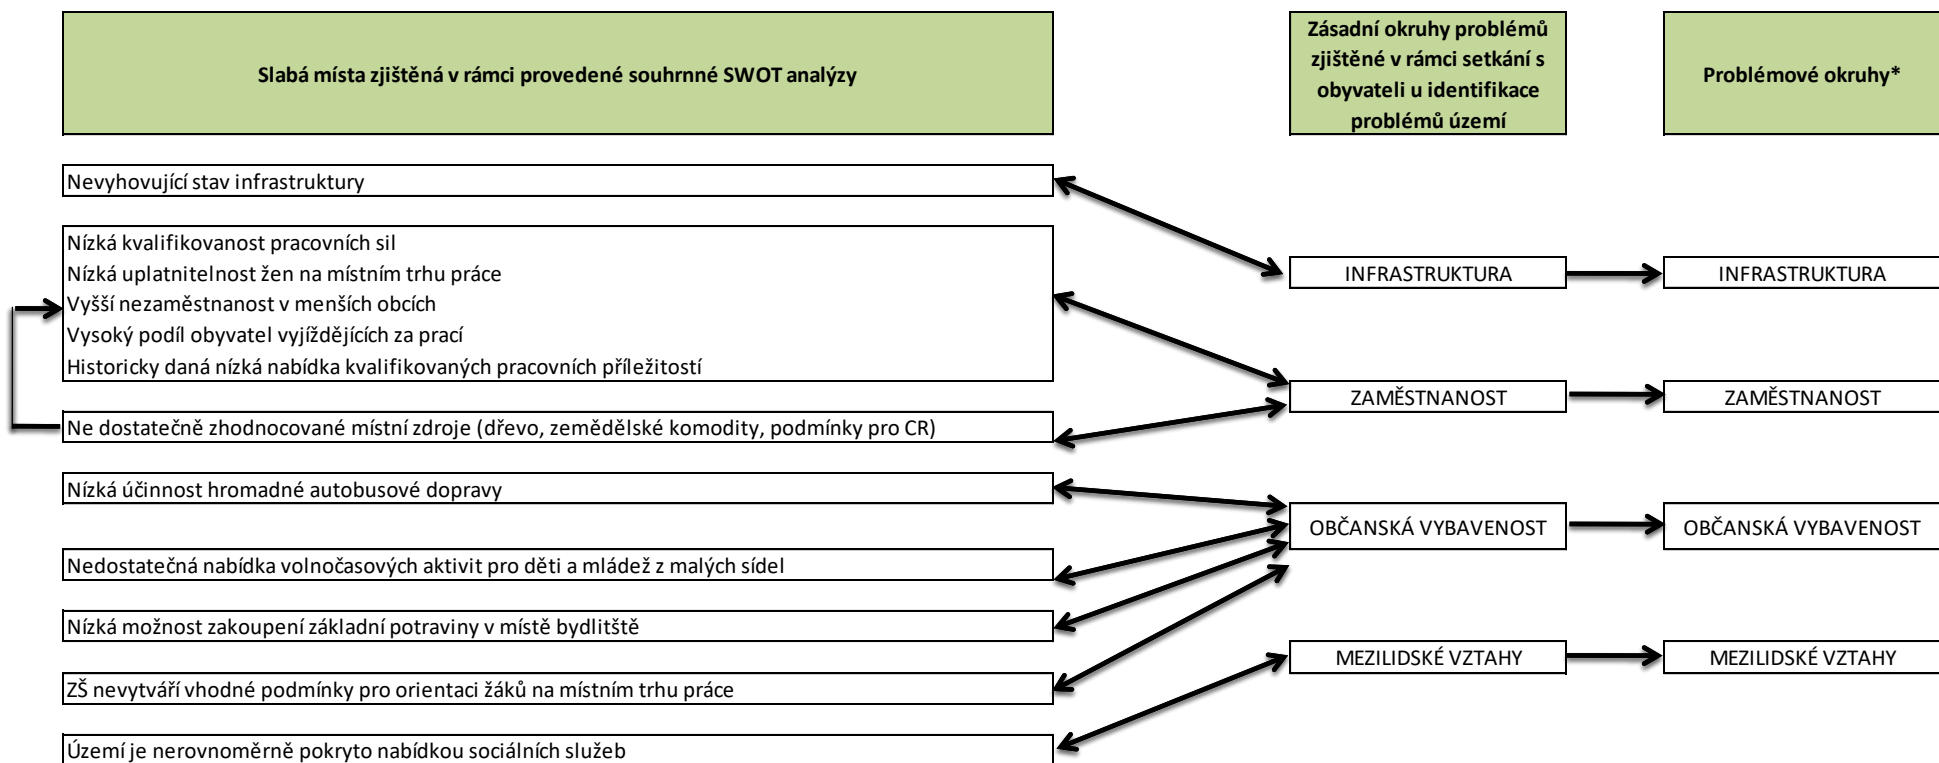 Slabá místa zjištěná v rámci provedené souhrnné SWOT analýzy
Zásadní okruhy problémů
zjištěné v rámci setkání s
obyvateli u identifikace
problémů území
Problémové okruhy*
Nevyhovující stav infrastruktury
Nízká kvalifikovanost pracovních sil
Nízká uplatnitelnost žen na místním trhu práce
Vyšší nezaměstnanost v menších obcích
Vysoký podíl obyvatel vyjíždějících za prací
Historicky daná nízká nabídka kvalifikovaných pracovních příležitostí
Ne dostatečně zhodnocované místní zdroje (dřevo, zemědělské komodity, podmínky pro CR)
Nízká účinnost hromadné autobusové dopravy
Nedostatečná nabídka volnočasových aktivit pro děti a mládež z malých sídel
Nízká možnost zakoupení základní potraviny v místě bydlitště
ZŠ nevytváří vhodné podmínky pro orientaci žáků na místním trhu práce
Území je nerovnoměrně pokryto nabídkou sociálních služeb
INFRASTRUKTURA
ZAMĚSTNANOST
OBČANSKÁ VYBAVENOST
MEZILIDSKÉ VZTAHY
INFRASTRUKTURA
ZAMĚSTNANOST
OBČANSKÁ VYBAVENOST
MEZILIDSKÉ VZTAHY